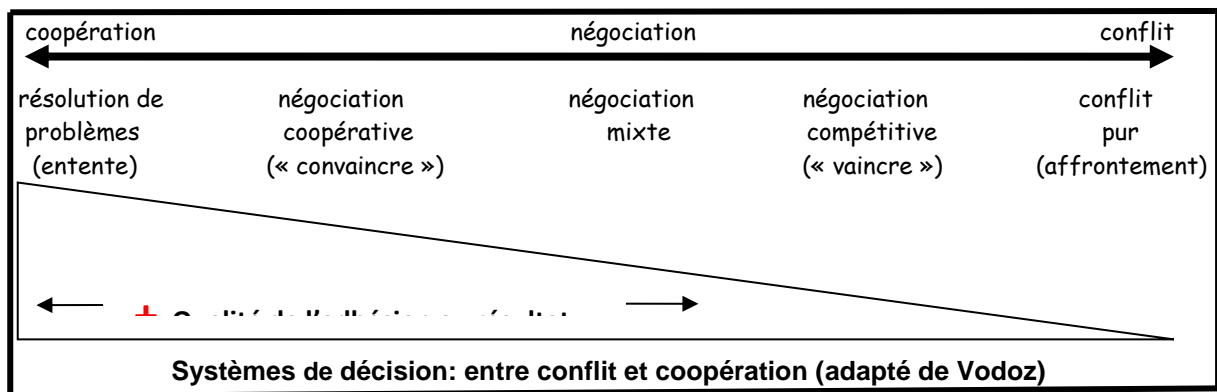 coopération négociation conflit
résolution de négociation négociation négociation conflit
problèmes coopérative mixte compétitive pur
(entente) (« convaincre ») (« vaincre ») (affrontement)
Systèmes de décision: entre conflit et coopération (adapté de Vodoz)